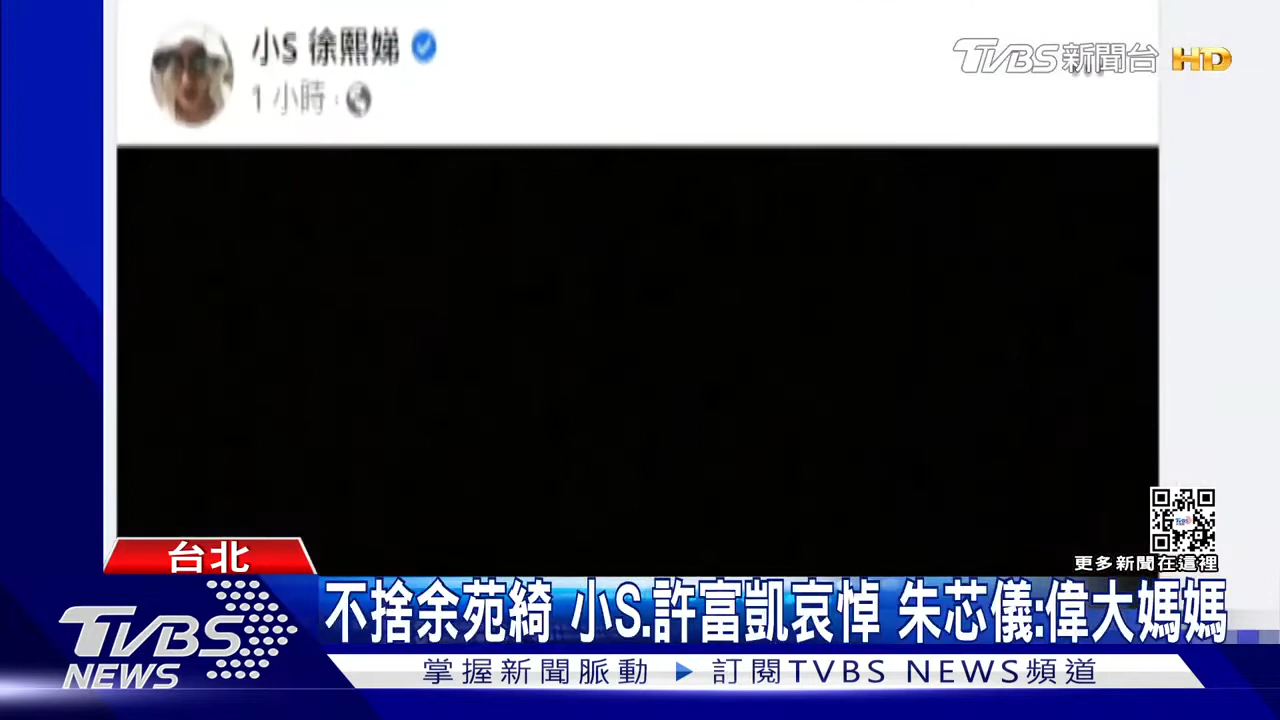 小S 徐熙娣
1 小時 ·
TVBS新聞台 HD
更多新聞在這裡
台北
不捨余苑綺 小S.許富凱哀悼 朱芯儀:偉大媽媽
TVBS NEWS
掌握新聞脈動 ▶ 訂閱TVBS NEWS頻道